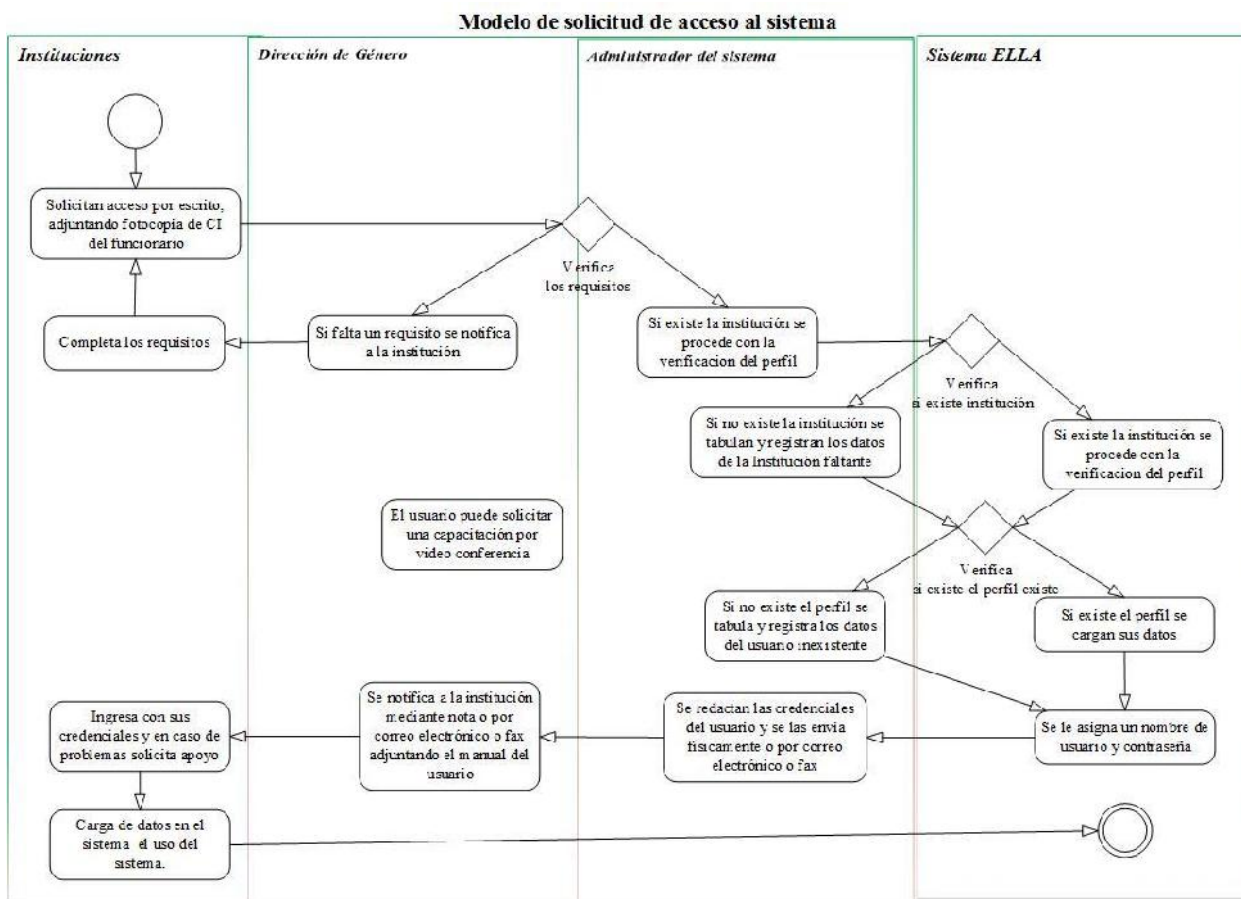 Modelo de solicitud de acceso al sistema
Instituciones
Dirección de Género
Administrador del sistema
Sistema ELLA
Solicitan acceso por escrito,
adjuntando fotocopia de CI
del funcionario
Verifica
los requisitos
Completa los requisitos
Si falta un requisito se notifica
a la institución
Si existe la institución se
procede con la
verificacion del perfil
Verifica
si existe institución
Si no existe la institución se
tabulan y registran los datos
de la Institución faltante
Si existe la institución se
procede con la
verificacion del perfil
El usuario puede solicitar
una capacitación por
video conferencia
Verifica
si existe el perfil existe
Si no existe el perfil se
tabula y registra los datos
del usuario inexistente
Si existe el perfil se
cargan sus datos
Ingresa con sus
credenciales y en caso de
problemas solicita apoyo
Se notifica a la institución
mediante nota o por
correo electrónico o fax
adjuntando el manual del
usuario
Se redactan las credenciales
del usuario y se las envia
físicamente o por correo
electrónico o fax
Se le asigna un nombre de
usuario y contraseña
Carga de datos en el
sistema el uso del
sistema.